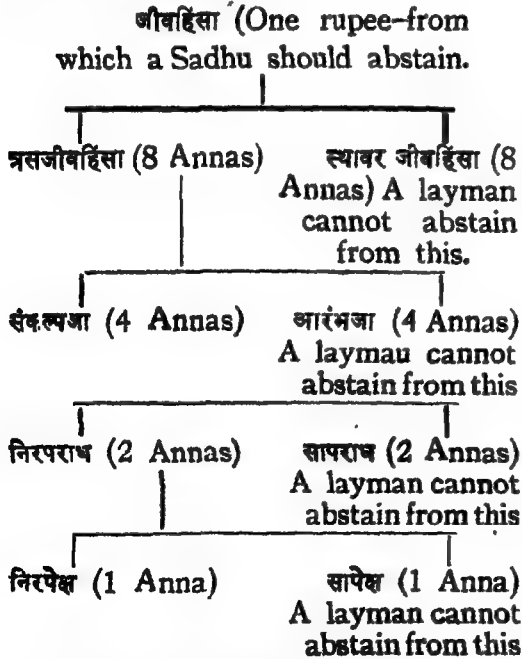 जीवहिंसा (One rupee–from
which a Sadhu should abstain.
त्रसजीवहिंसा (8 Annas)
स्थावर जीवहिंसा (8
Annas) A layman
cannot abstain
from this.
संकल्पजा (4 Annas)
आरंभजा (4 Annas)
A laymau cannot
abstain from this
निरपराध (2 Annas)
सापराध (2 Annas)
A layman cannot
abstain from this
निरपेक्ष (1 Anna)
सापेक्ष (1 Anna)
A layman cannot
abstain from this